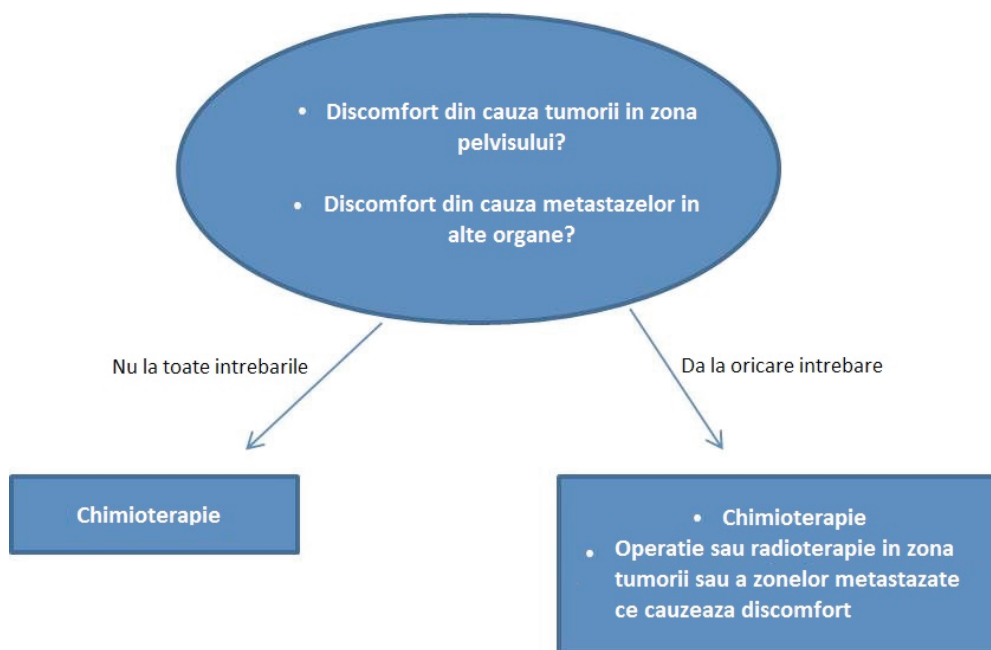 • Discomfort din cauza tumorii in zona
pelvisului?
• Discomfort din cauza metastazelor in
alte organe?
Nu la toate intrebarile
Da la oricare intrebare
Chimioterapie
• Chimioterapie
• Operatie sau radioterapie in zona
tumorii sau a zonelor metastazate
ce cauzeaza discomfort